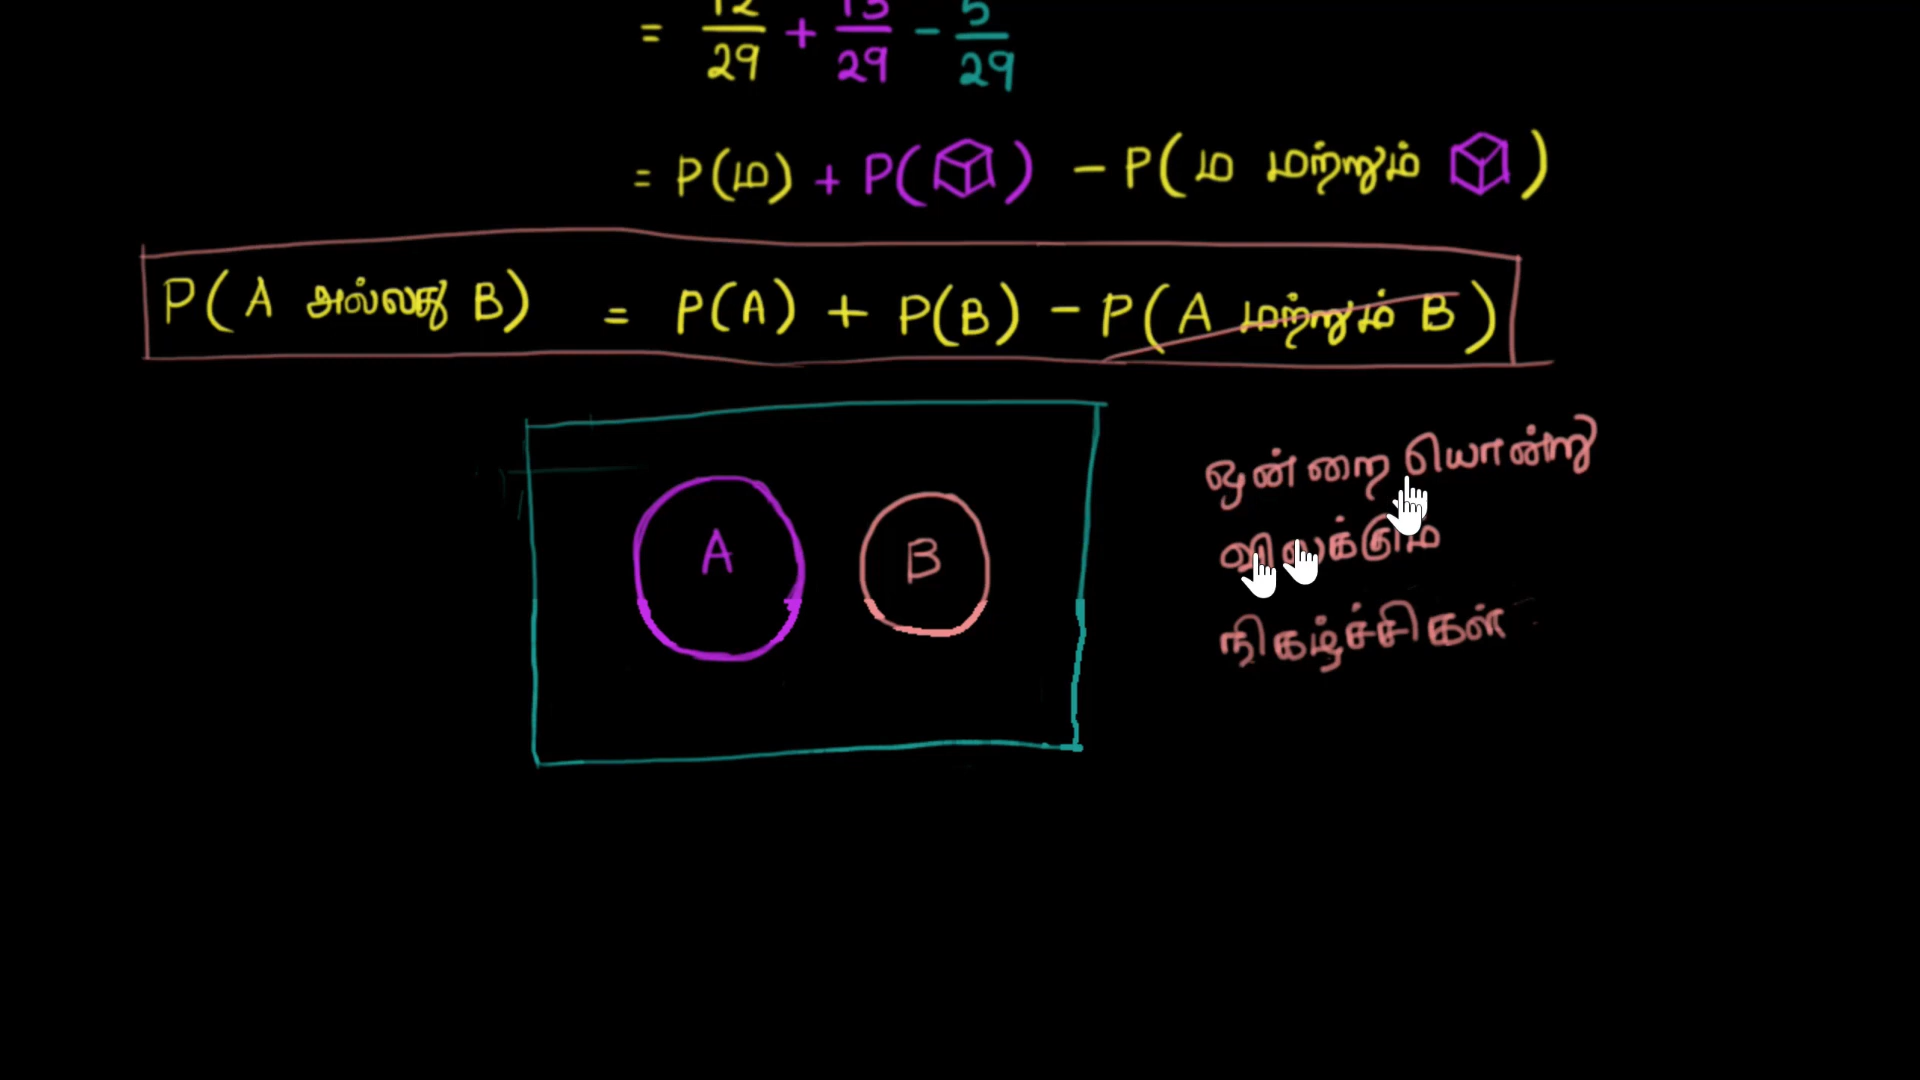 = 12/29 + 13/29 - 5/29
= P(ம) + P( ) - P(ம மற்றும் )
P(A அல்லது B) = P(A) + P(B) - P(A மற்றும் B)
A B
ஒன்றை யொன்று
விலக்கும்
நிகழ்ச்சிகள்